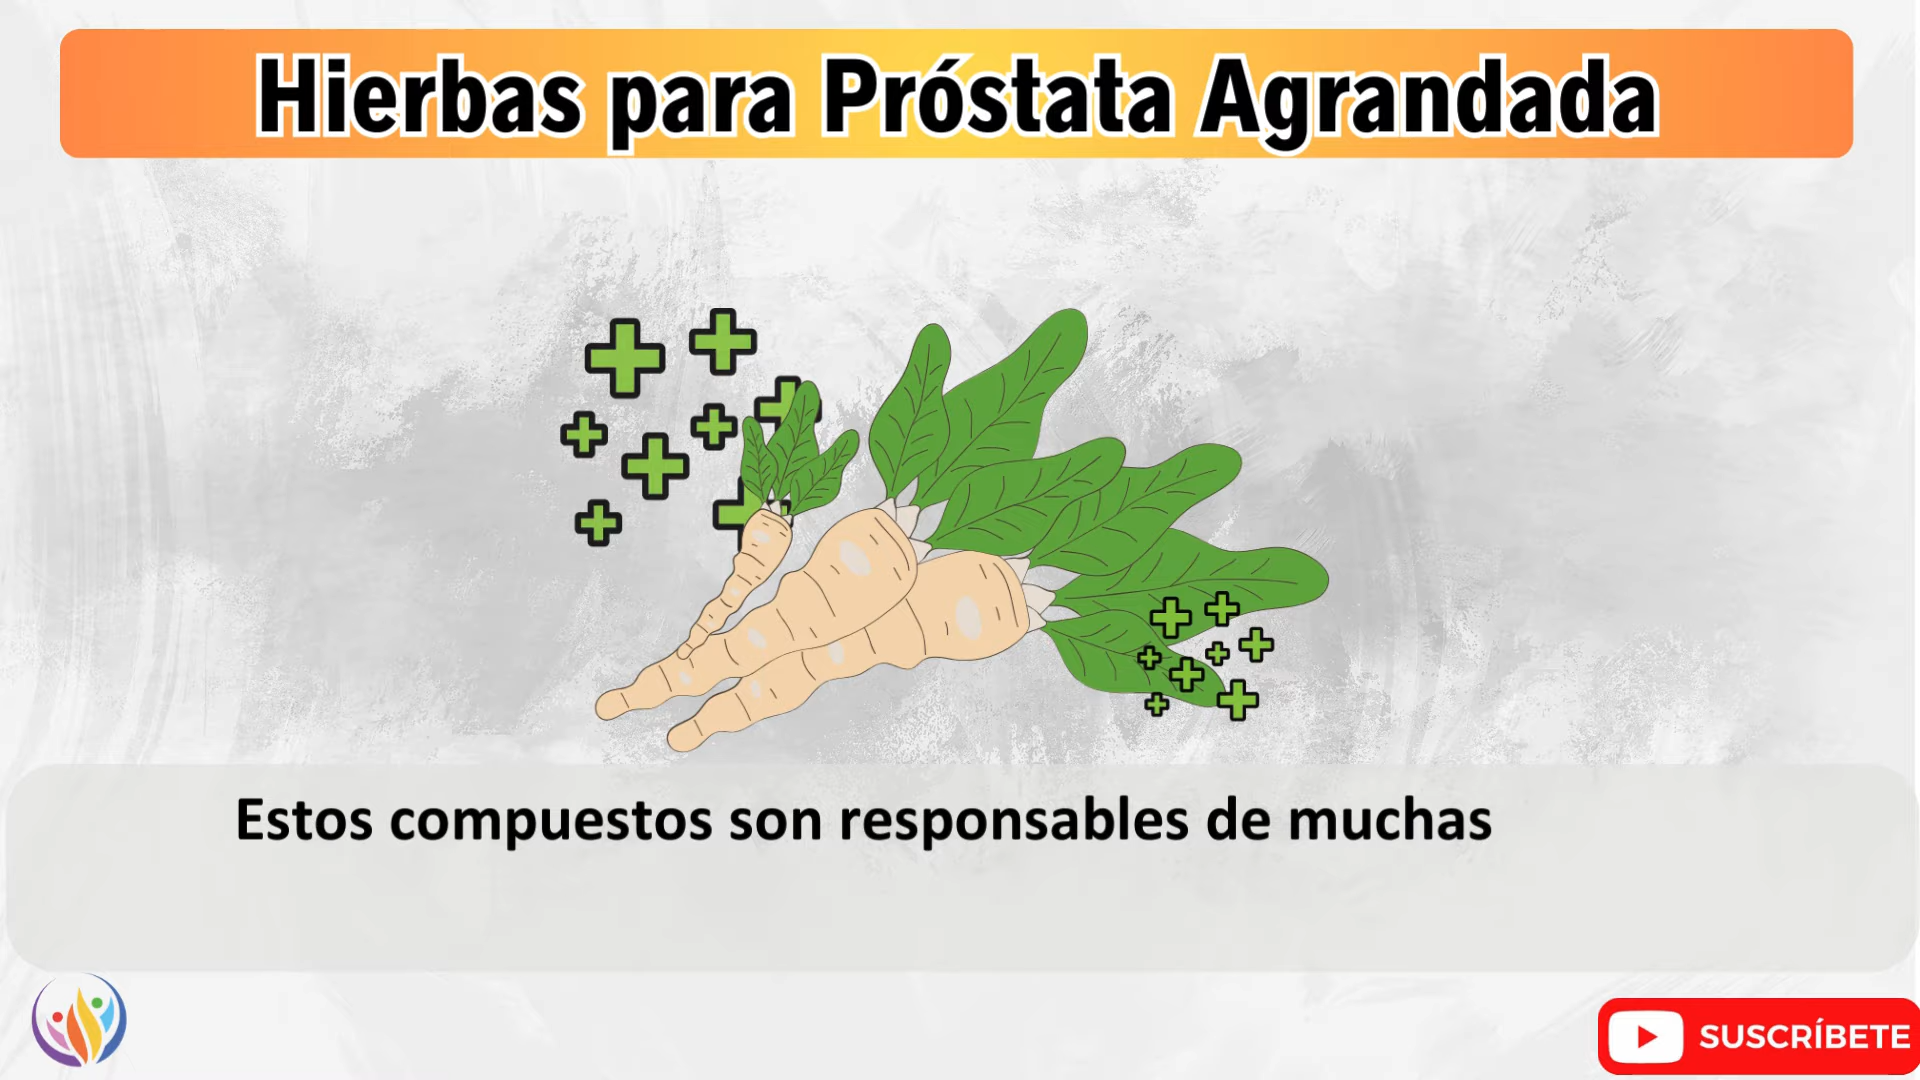 Hierbas para Próstata Agrandada
Estos compuestos son responsables de muchas
SUSCRÍBETE